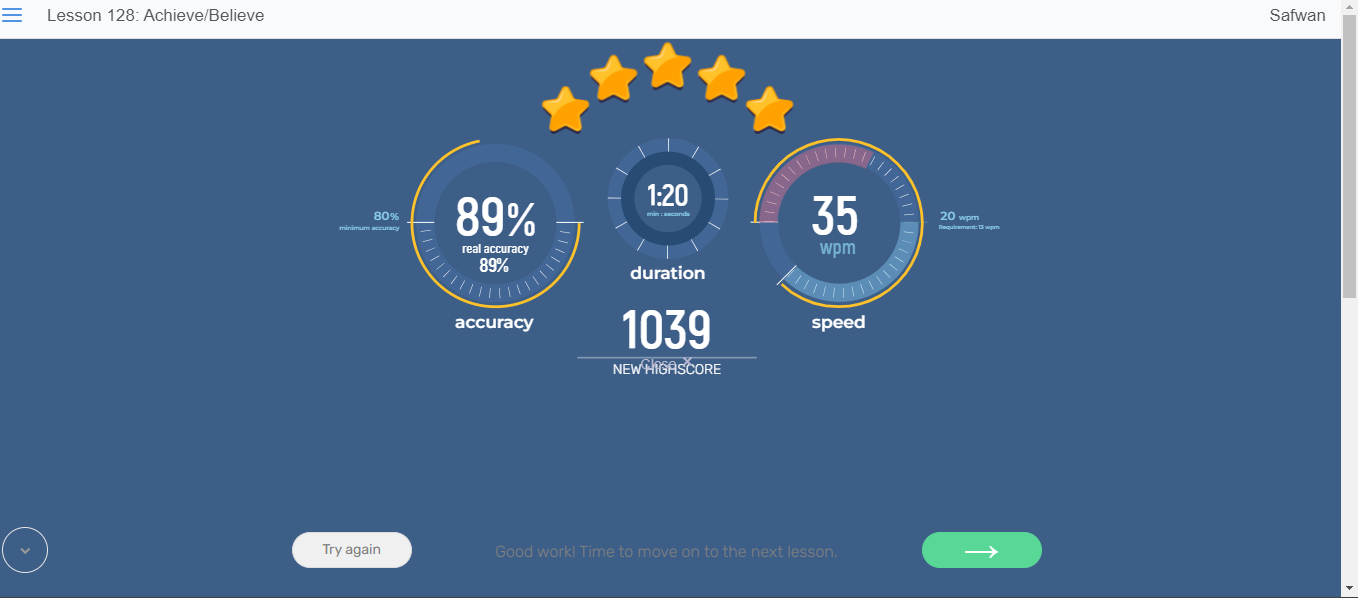 Lesson 128: Achieve/Believe
Safwan
80%
minimum accuracy
89%
real accuracy
89%
accuracy
1:20
min : seconds
duration
35
wpm
speed
20 wpm
Requirement: 13 wpm
1039
Close ✕
NEW HIGHSCORE
Try again
Good work! Time to move on to the next lesson.